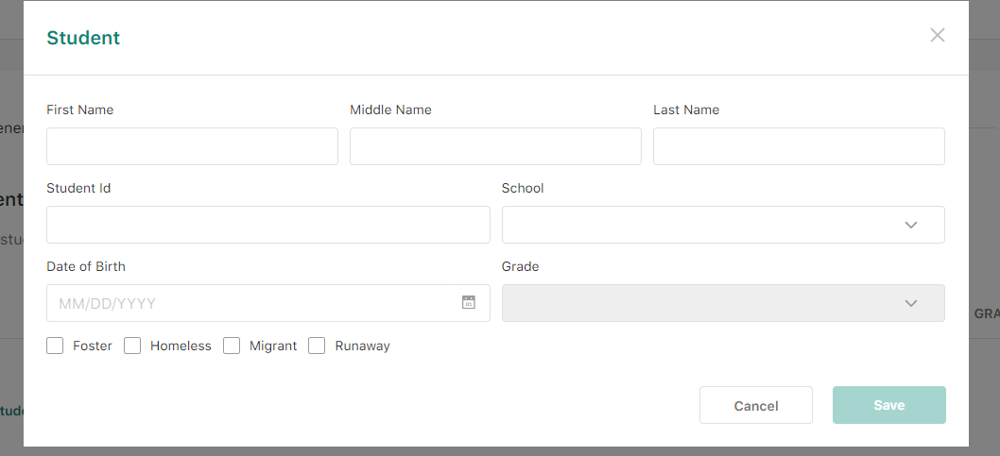 Student
First Name Middle Name Last Name
Student Id School
Date of Birth Grade
MM/DD/YYYY
Foster Homeless Migrant Runaway
Cancel Save